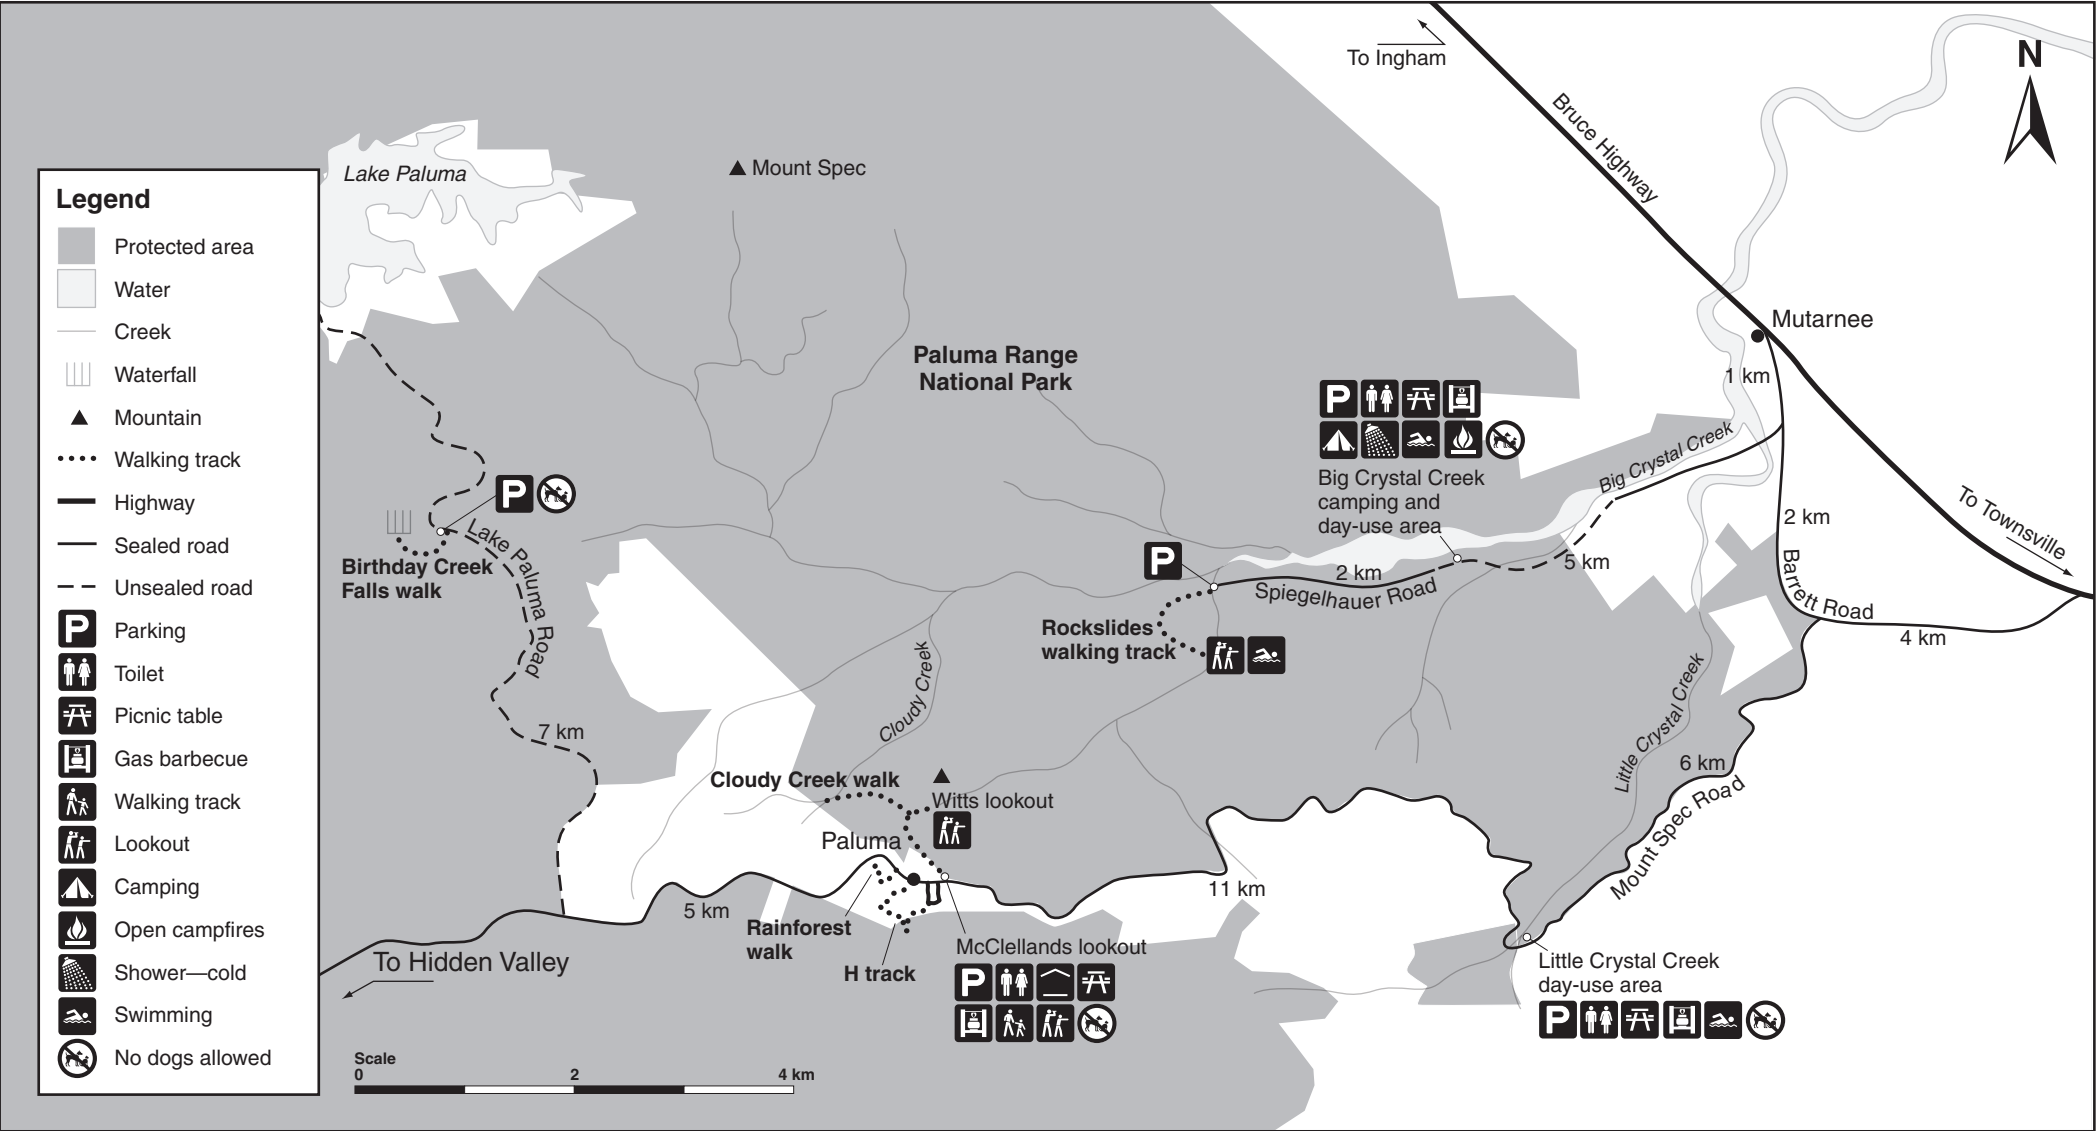 To Ingham
N
Bruce Highway
Lake Paluma
Mount Spec
Legend
Protected area
Water
Creek
Waterfall
Mountain
Walking track
Highway
Sealed road
Unsealed road
P Parking
Toilet
Picnic table
Gas barbecue
Walking track
Lookout
Camping
Open campfires
Shower—cold
Swimming
No dogs allowed
Mutarnee
1 km
Paluma Range
National Park
P
Big Crystal Creek
camping and
day-use area
Big Crystal Creek
To Townsville
2 km
Barrett Road
4 km
5 km
P
2 km
Spiegelhauer Road
Rockslides
walking track
P
Lake Paluma Road
Birthday Creek
Falls walk
7 km
Cloudy Creek
Cloudy Creek walk
Witts lookout
Paluma
Little Crystal Creek
6 km
Mount Spec Road
11 km
5 km
Rainforest
walk
H track
McClellands lookout
P
To Hidden Valley
Little Crystal Creek
day-use area
P
Scale
0 2 4 km